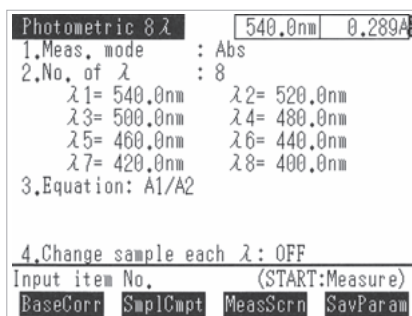 Photometric 8λ 540.0nm 0.289A
1.Meas. mode : Abs
2.No. of λ : 8
λ1= 540.0nm λ2= 520.0nm
λ3= 500.0nm λ4= 480.0nm
λ5= 460.0nm λ6= 440.0nm
λ7= 420.0nm λ8= 400.0nm
3.Equation: A1/A2
4.Change sample each λ: OFF
Input item No. (START:Measure)
BaseCorr SmplCmpt MeasScrn SavParam